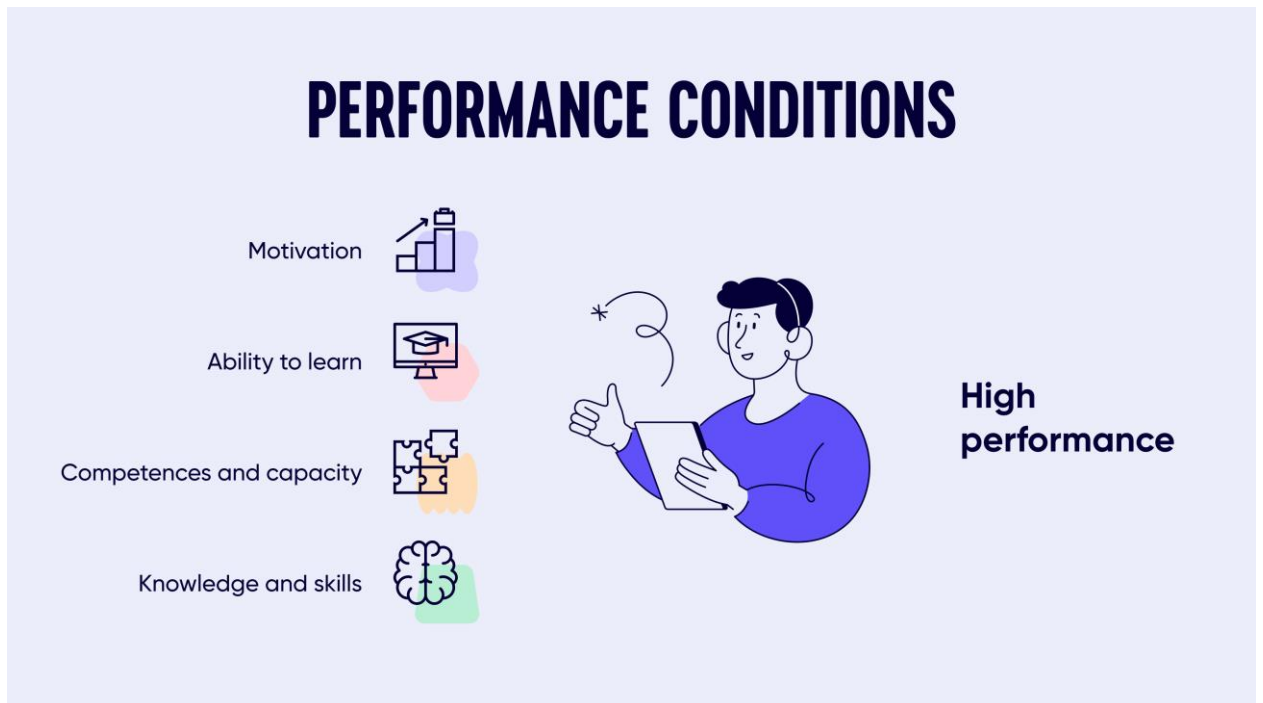 PERFORMANCE CONDITIONS
Motivation
Ability to learn
Competences and capacity
Knowledge and skills
High
performance